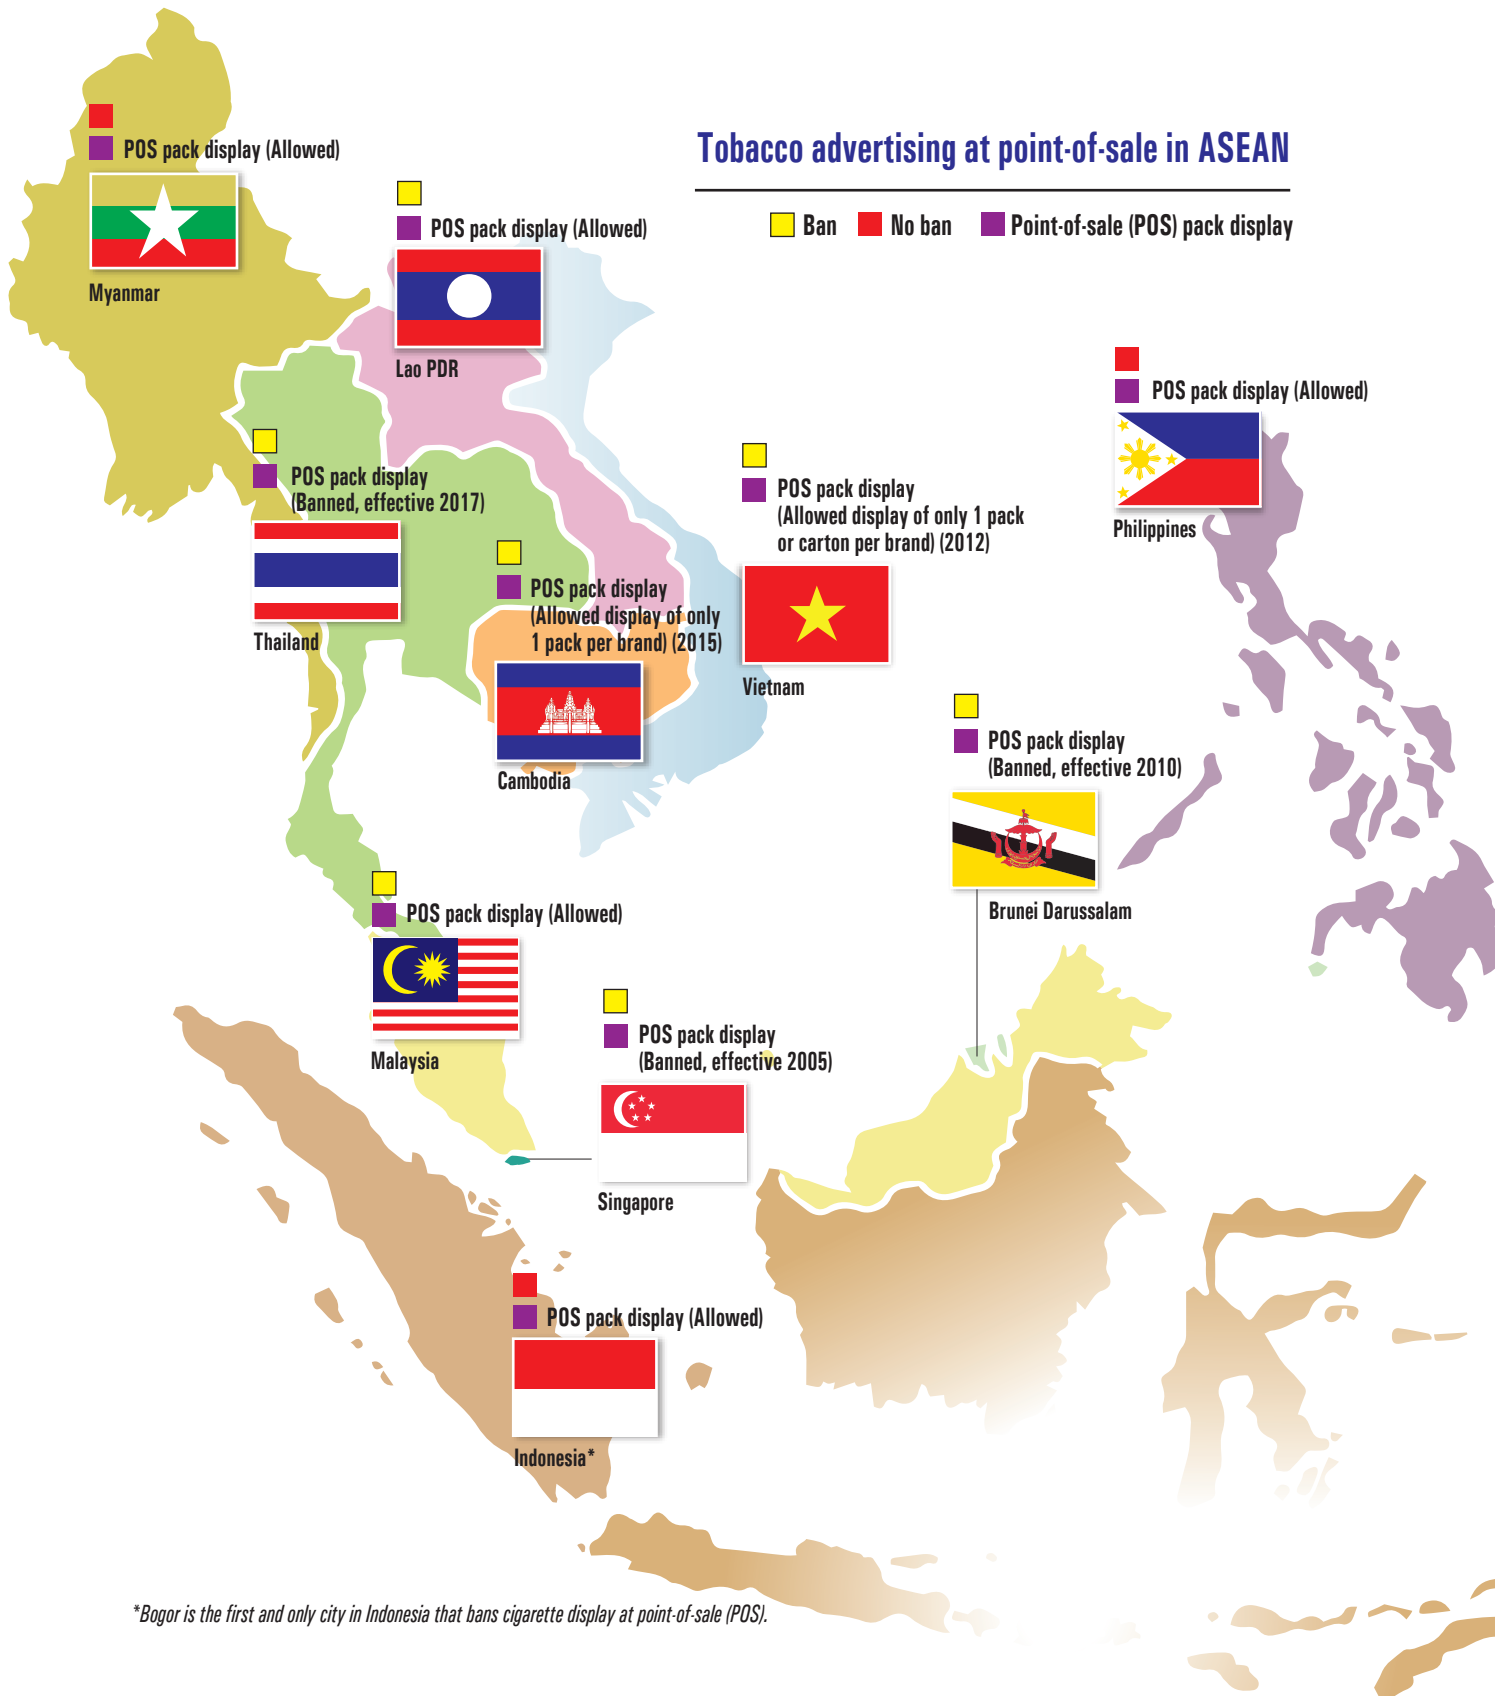 Tobacco advertising at point-of-sale in ASEAN
Ban
No ban
Point-of-sale (POS) pack display
POS pack display (Allowed)
Myanmar
POS pack display (Allowed)
Lao PDR
POS pack display (Allowed)
Philippines
POS pack display
(Banned, effective 2017)
Thailand
POS pack display
(Allowed display of only 1 pack
or carton per brand) (2012)
Vietnam
POS pack display
(Allowed display of only
1 pack per brand) (2015)
Cambodia
POS pack display
(Banned, effective 2010)
Brunei Darussalam
POS pack display (Allowed)
Malaysia
POS pack display
(Banned, effective 2005)
Singapore
POS pack display (Allowed)
Indonesia*
*Bogor is the first and only city in Indonesia that bans cigarette display at point-of-sale (POS).